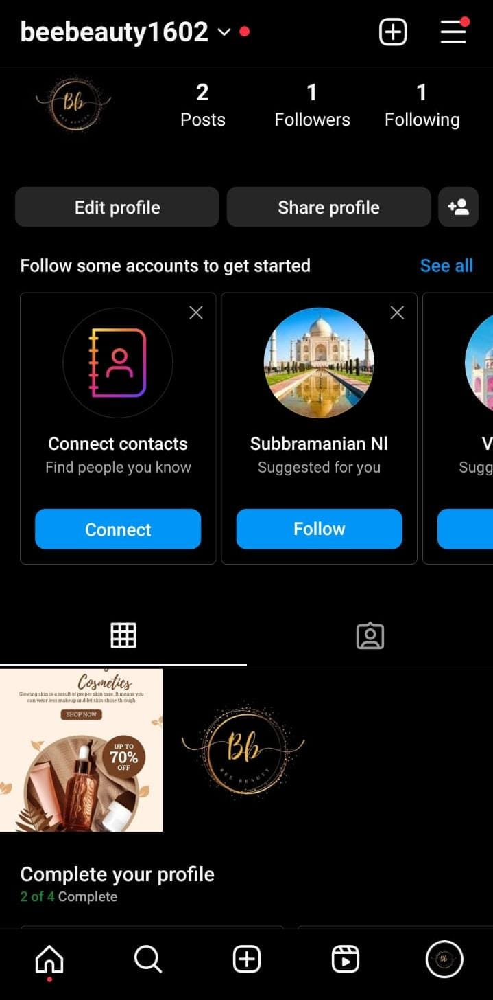 beebeauty1602
2 1 1
Posts Followers Following
Bb
BEE BEAUTY
Edit profile Share profile
Follow some accounts to get started See all
Connect contacts Subbramanian Nl V
Find people you know Suggested for you Sugg
Connect Follow
Cosmetics
Glowing skin is a result of proper skin care. It means you
can wear less makeup and let skin shine through
SHOP NOW
UP TO
70%
OFF
Bb
BEE BEAUTY
Complete your profile
2 of 4 Complete
Bb